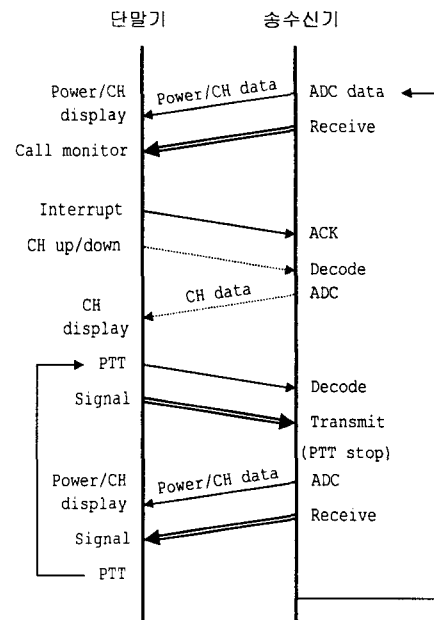 단말기 송수신기
Power/CH data
Power/CH
display
ADC data
Receive
Call monitor
Interrupt
ACK
CH up/down
Decode
CH data
ADC
CH
display
PTT
Decode
Signal
Transmit
(PTT stop)
Power/CH data
ADC
Power/CH
display
Receive
Signal
PTT